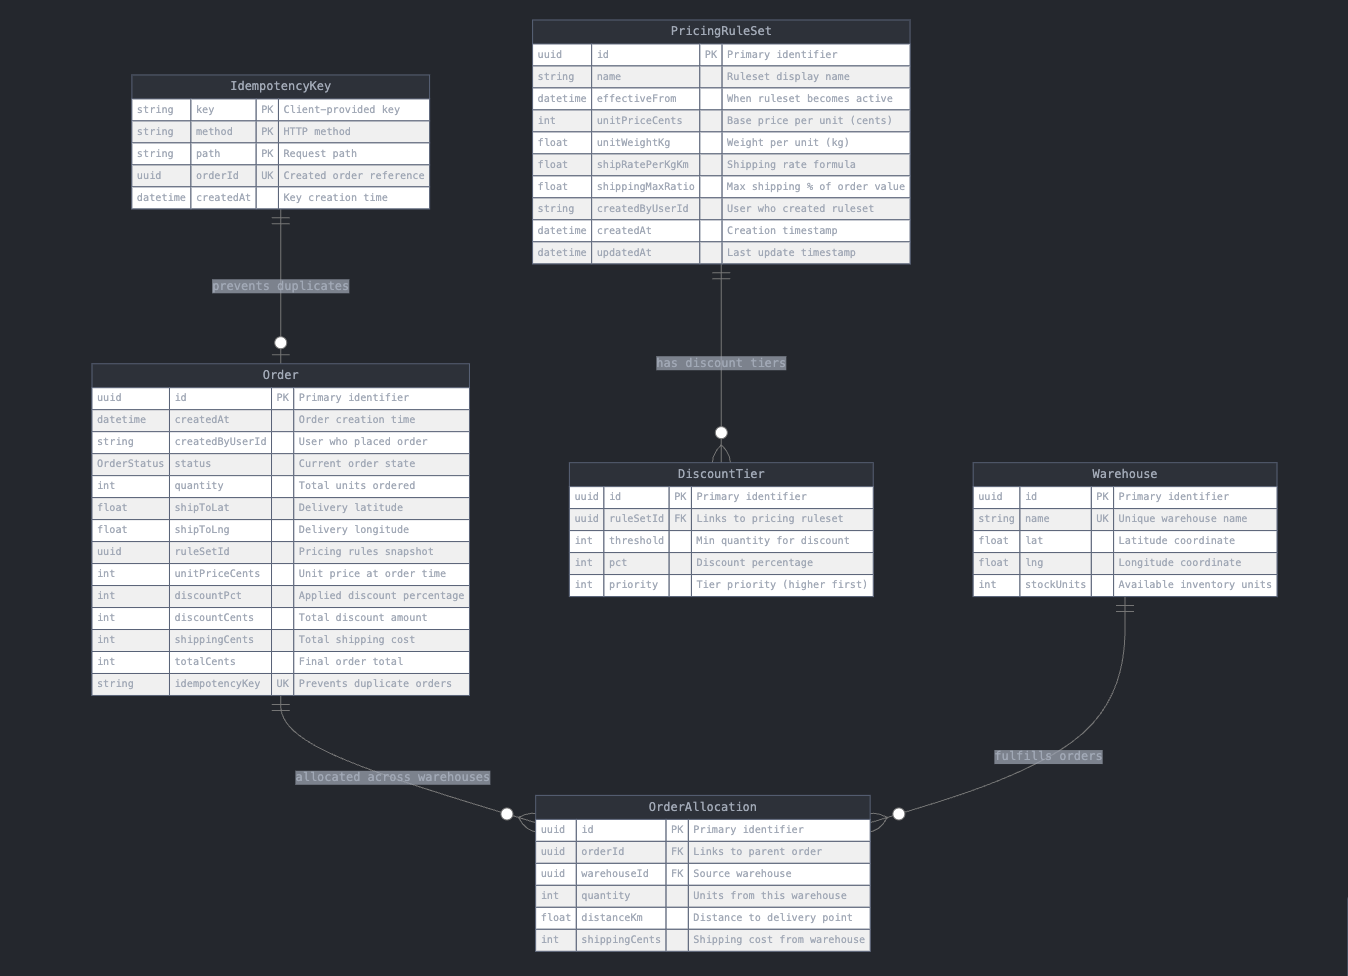 IdempotencyKey
string key PK Client-provided key
string method PK HTTP method
string path PK Request path
uuid orderId UK Created order reference
datetime createdAt Key creation time
PricingRuleSet
uuid id PK Primary identifier
string name Ruleset display name
datetime effectiveFrom When ruleset becomes active
int unitPriceCents Base price per unit (cents)
float unitWeightKg Weight per unit (kg)
float shipRatePerKgKm Shipping rate formula
float shippingMaxRatio Max shipping % of order value
string createdByUserId User who created ruleset
datetime createdAt Creation timestamp
datetime updatedAt Last update timestamp
prevents duplicates
has discount tiers
Order
uuid id PK Primary identifier
datetime createdAt Order creation time
string createdByUserId User who placed order
OrderStatus status Current order state
int quantity Total units ordered
float shipToLat Delivery latitude
float shipToLng Delivery longitude
uuid ruleSetId Pricing rules snapshot
int unitPriceCents Unit price at order time
int discountPct Applied discount percentage
int discountCents Total discount amount
int shippingCents Total shipping cost
int totalCents Final order total
string idempotencyKey UK Prevents duplicate orders
DiscountTier
uuid id PK Primary identifier
uuid ruleSetId FK Links to pricing ruleset
int threshold Min quantity for discount
int pct Discount percentage
int priority Tier priority (higher first)
Warehouse
uuid id PK Primary identifier
string name UK Unique warehouse name
float lat Latitude coordinate
float lng Longitude coordinate
int stockUnits Available inventory units
allocated across warehouses
fulfills orders
OrderAllocation
uuid id PK Primary identifier
uuid orderId FK Links to parent order
uuid warehouseId FK Source warehouse
int quantity Units from this warehouse
float distanceKm Distance to delivery point
int shippingCents Shipping cost from warehouse